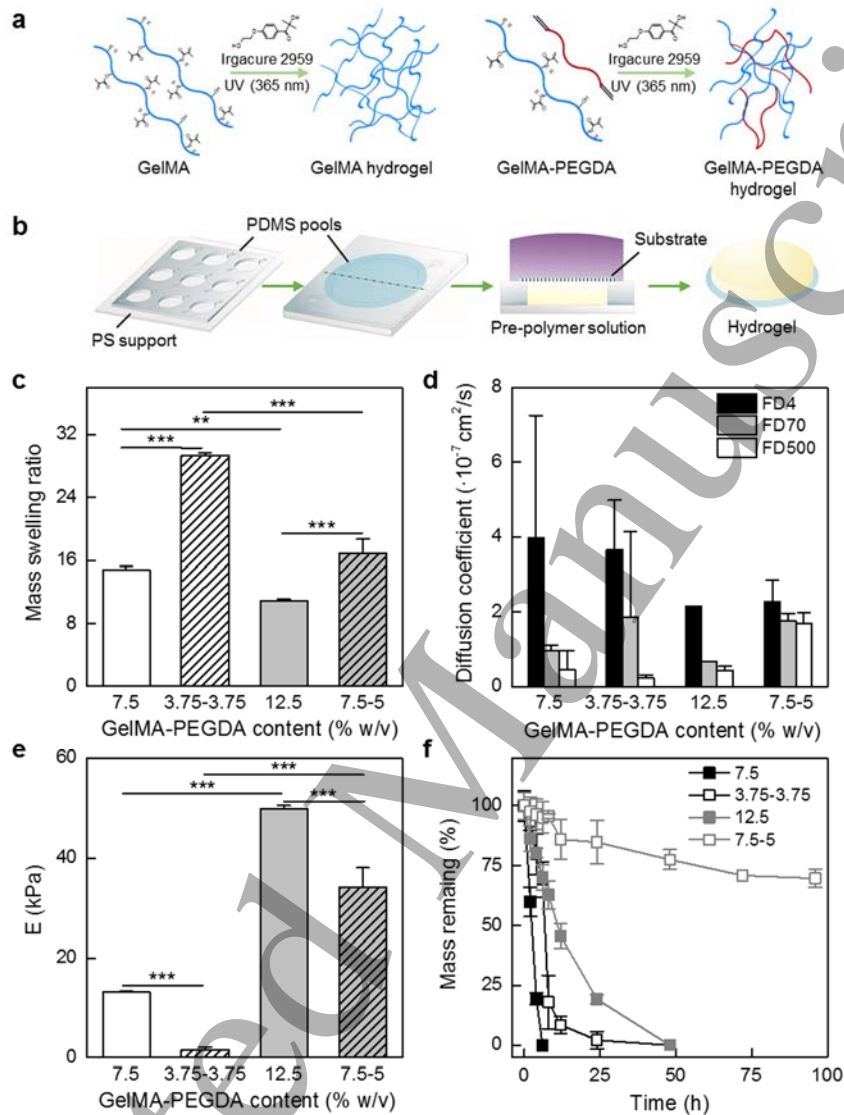 a
Irgacure 2959
UV (365 nm)
GelMA
GelMA hydrogel
Irgacure 2959
UV (365 nm)
GelMA-PEGDA
GelMA-PEGDA
hydrogel
b
PDMS pools
PS support
Substrate
Pre-polymer solution
Hydrogel
c
Mass swelling ratio
32
24
16
8
0
***
**
***
***
7.5 3.75-3.75 12.5 7.5-5
GelMA-PEGDA content (% w/v)
d
Diffusion coefficient (·10⁻⁷ cm²/s)
8
6
4
2
0
FD4
FD70
FD500
7.5 3.75-3.75 12.5 7.5-5
GelMA-PEGDA content (% w/v)
e
E (kPa)
60
40
20
0
***
***
***
***
7.5 3.75-3.75 12.5 7.5-5
GelMA-PEGDA content (% w/v)
f
Mass remaing (%)
100
75
50
25
0
7.5
3.75-3.75
12.5
7.5-5
0 25 50 75 100
Time (h)